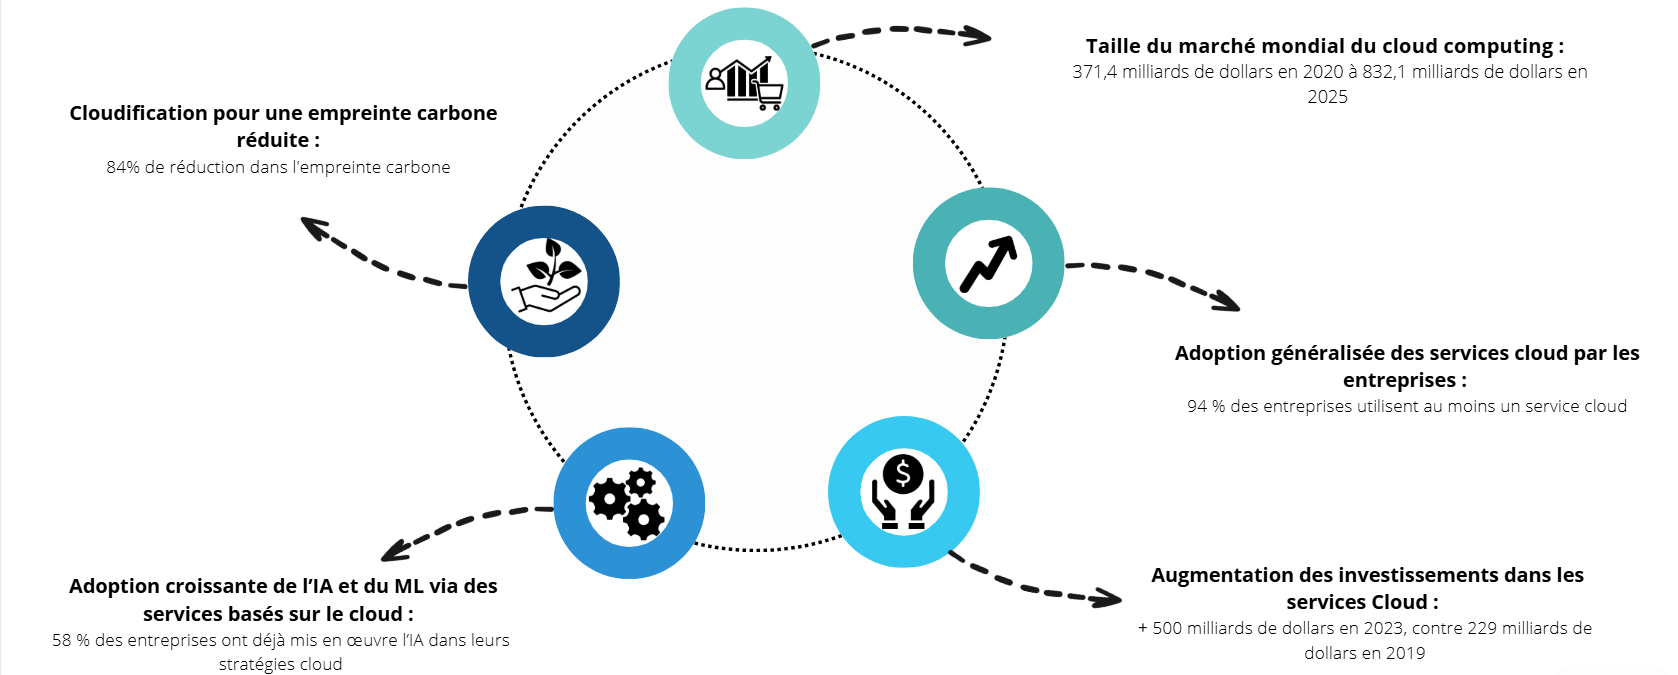 Taille du marché mondial du cloud computing :
371,4 milliards de dollars en 2020 à 832,1 milliards de dollars en
2025
Cloudification pour une empreinte carbone
réduite :
84% de réduction dans l'empreinte carbone
Adoption généralisée des services cloud par les
entreprises :
94 % des entreprises utilisent au moins un service cloud
$
Adoption croissante de l’IA et du ML via des
services basés sur le cloud :
58 % des entreprises ont déjà mis en œuvre l’IA dans leurs
stratégies cloud
Augmentation des investissements dans les
services Cloud :
+ 500 milliards de dollars en 2023, contre 229 milliards de
dollars en 2019